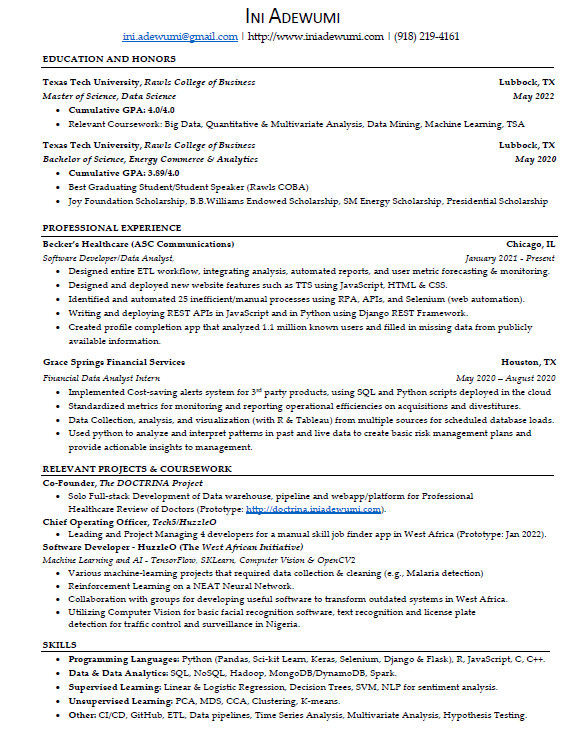 INI ADEWUMI
ini.adewumi@gmail.com | http://www.iniadewumi.com | (918) 219-4161
EDUCATION AND HONORS
Texas Tech University, Rawls College of Business Lubbock, TX
Master of Science, Data Science May 2022
• Cumulative GPA: 4.0/4.0
• Relevant Coursework: Big Data, Quantitative & Multivariate Analysis, Data Mining, Machine Learning, TSA
Texas Tech University, Rawls College of Business Lubbock, TX
Bachelor of Science, Energy Commerce & Analytics May 2020
• Cumulative GPA: 3.89/4.0
• Best Graduating Student/Student Speaker (Rawls COBA)
• Joy Foundation Scholarship, B.B.Williams Endowed Scholarship, SM Energy Scholarship, Presidential Scholarship
PROFESSIONAL EXPERIENCE
Becker's Healthcare (ASC Communications) Chicago, IL
Software Developer/Data Analyst, January 2021 - Present
• Designed entire ETL workflow, integrating analysis, automated reports, and user metric forecasting & monitoring.
• Designed and deployed new website features such as TTS using JavaScript, HTML & CSS.
• Identified and automated 25 inefficient/manual processes using RPA, APIs, and Selenium (web automation).
• Writing and deploying REST APIs in JavaScript and in Python using Django REST Framework.
• Created profile completion app that analyzed 1.1 million known users and filled in missing data from publicly
available information.
Grace Springs Financial Services Houston, TX
Financial Data Analyst Intern May 2020 – August 2020
• Implemented Cost-saving alerts system for 3rd party products, using SQL and Python scripts deployed in the cloud
• Standardized metrics for monitoring and reporting operational efficiencies on acquisitions and divestitures.
• Data Collection, analysis, and visualization (with R & Tableau) from multiple sources for scheduled database loads.
• Used python to analyze and interpret patterns in past and live data to create basic risk management plans and
provide actionable insights to management.
RELEVANT PROJECTS & COURSEWORK
Co-Founder, The DOCTRINA Project
• Solo Full-stack Development of Data warehouse, pipeline and webapp/platform for Professional
Healthcare Review of Doctors (Prototype: http://doctrina.iniadewumi.com).
Chief Operating Officer, Tech5/HuzzleO
• Leading and Project Managing 4 developers for a manual skill job finder app in West Africa (Prototype: Jan 2022).
Software Developer - HuzzleO (The West African Initiative)
Machine Learning and AI - TensorFlow, SKLearn, Computer Vision & OpenCV2
• Various machine-learning projects that required data collection & cleaning (e.g., Malaria detection)
• Reinforcement Learning on a NEAT Neural Network.
• Collaboration with groups for developing useful software to transform outdated systems in West Africa.
• Utilizing Computer Vision for basic facial recognition software, text recognition and license plate
detection for traffic control and surveillance in Nigeria.
SKILLS
• Programming Languages: Python (Pandas, Sci-kit Learn, Keras, Selenium, Django & Flask), R, JavaScript, C, C++.
• Data & Data Analytics: SQL, NoSQL, Hadoop, MongoDB/DynamoDB, Spark.
• Supervised Learning: Linear & Logistic Regression, Decision Trees, SVM, NLP for sentiment analysis.
• Unsupervised Learning: PCA, MDS, CCA, Clustering, K-means.
• Other: CI/CD, GitHub, ETL, Data pipelines, Time Series Analysis, Multivariate Analysis, Hypothesis Testing.